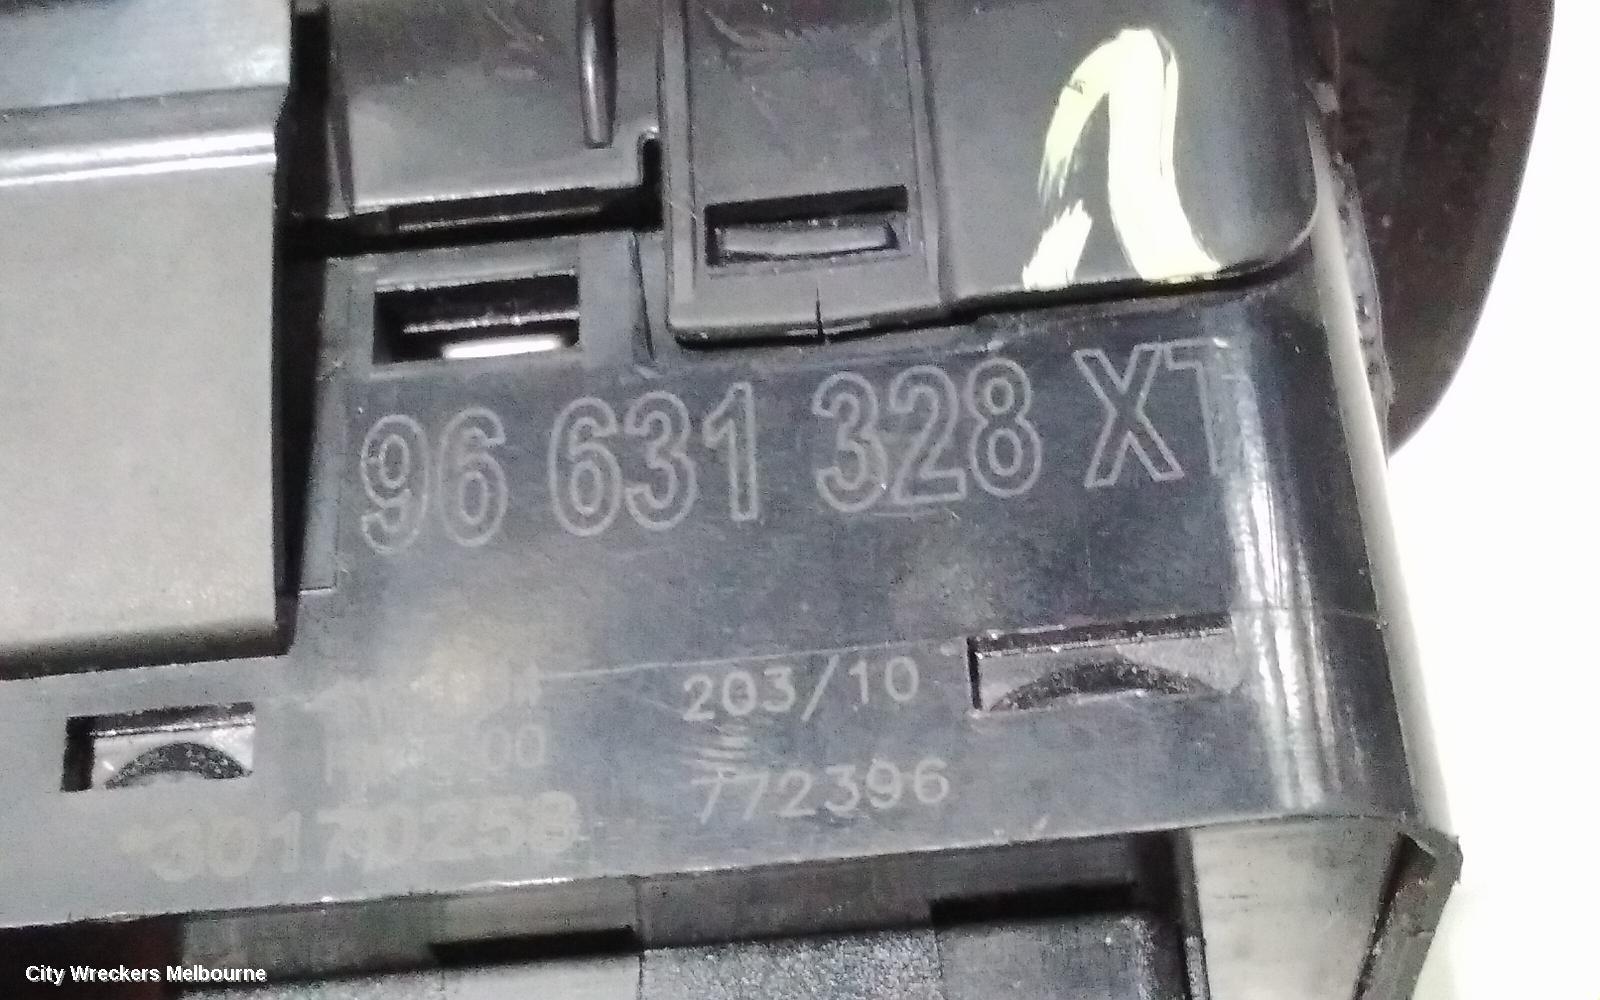 96 631 328 XT
203/10
772396
City Wreckers Melbourne